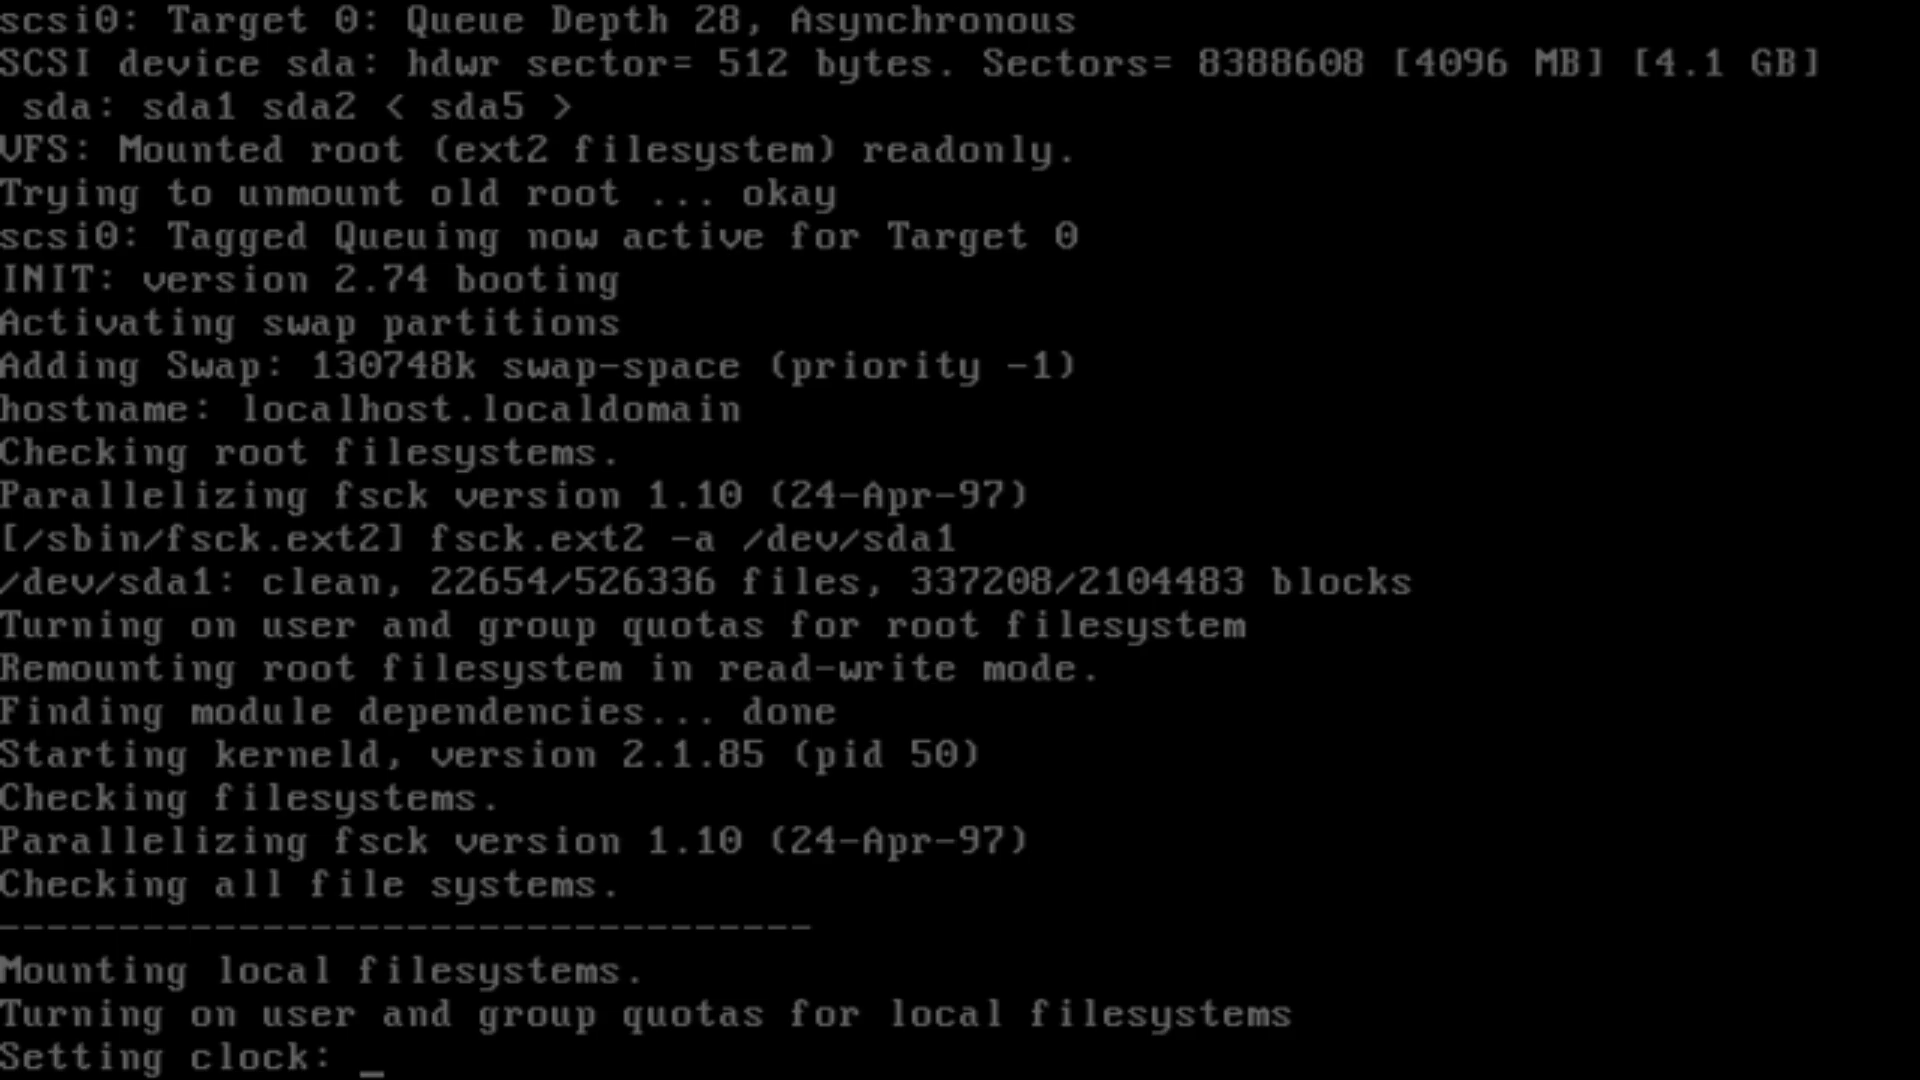 scsi0: Target 0: Queue Depth 28, Asynchronous
SCSI device sda: hdwr sector= 512 bytes. Sectors= 8388608 [4096 MB] [4.1 GB]
 sda: sda1 sda2 < sda5 >
VFS: Mounted root (ext2 filesystem) readonly.
Trying to unmount old root ... okay
scsi0: Tagged Queuing now active for Target 0
INIT: version 2.74 booting
Activating swap partitions
Adding Swap: 130748k swap-space (priority -1)
hostname: localhost.localdomain
Checking root filesystems.
Parallelizing fsck version 1.10 (24-Apr-97)
[/sbin/fsck.ext2] fsck.ext2 -a /dev/sda1
/dev/sda1: clean, 22654/526336 files, 337208/2104483 blocks
Turning on user and group quotas for root filesystem
Remounting root filesystem in read-write mode.
Finding module dependencies... done
Starting kerneld, version 2.1.85 (pid 50)
Checking filesystems.
Parallelizing fsck version 1.10 (24-Apr-97)
Checking all file systems.
----------------------------------
Mounting local filesystems.
Turning on user and group quotas for local filesystems
Setting clock: _